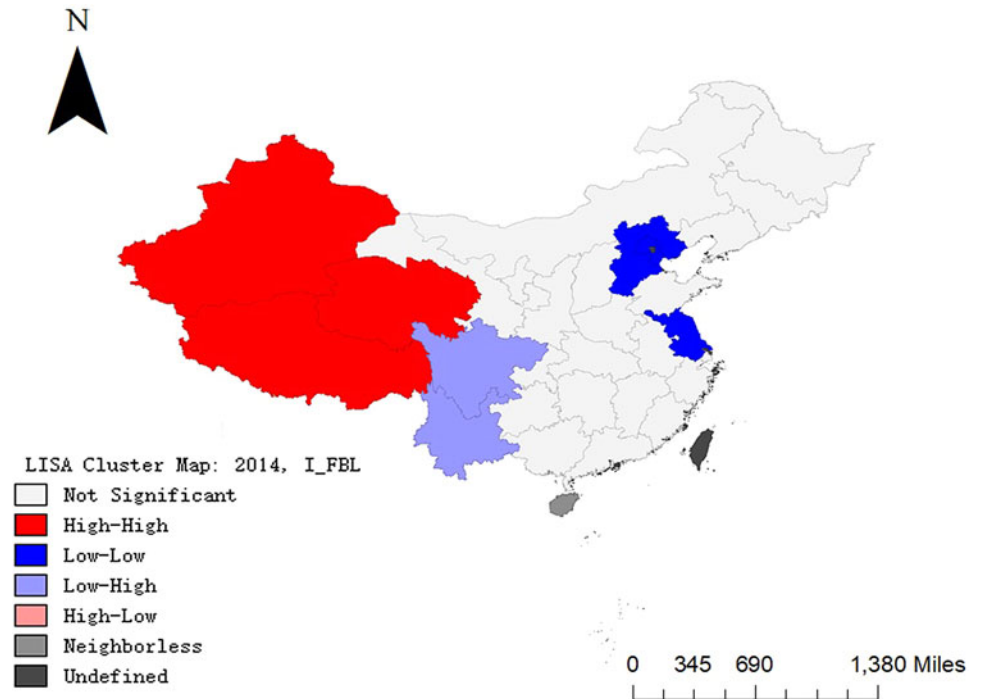 N
LISA Cluster Map: 2014, I_FBL
Not Significant
High-High
Low-Low
Low-High
High-Low
Neighborless
Undefined
0 345 690 1,380 Miles